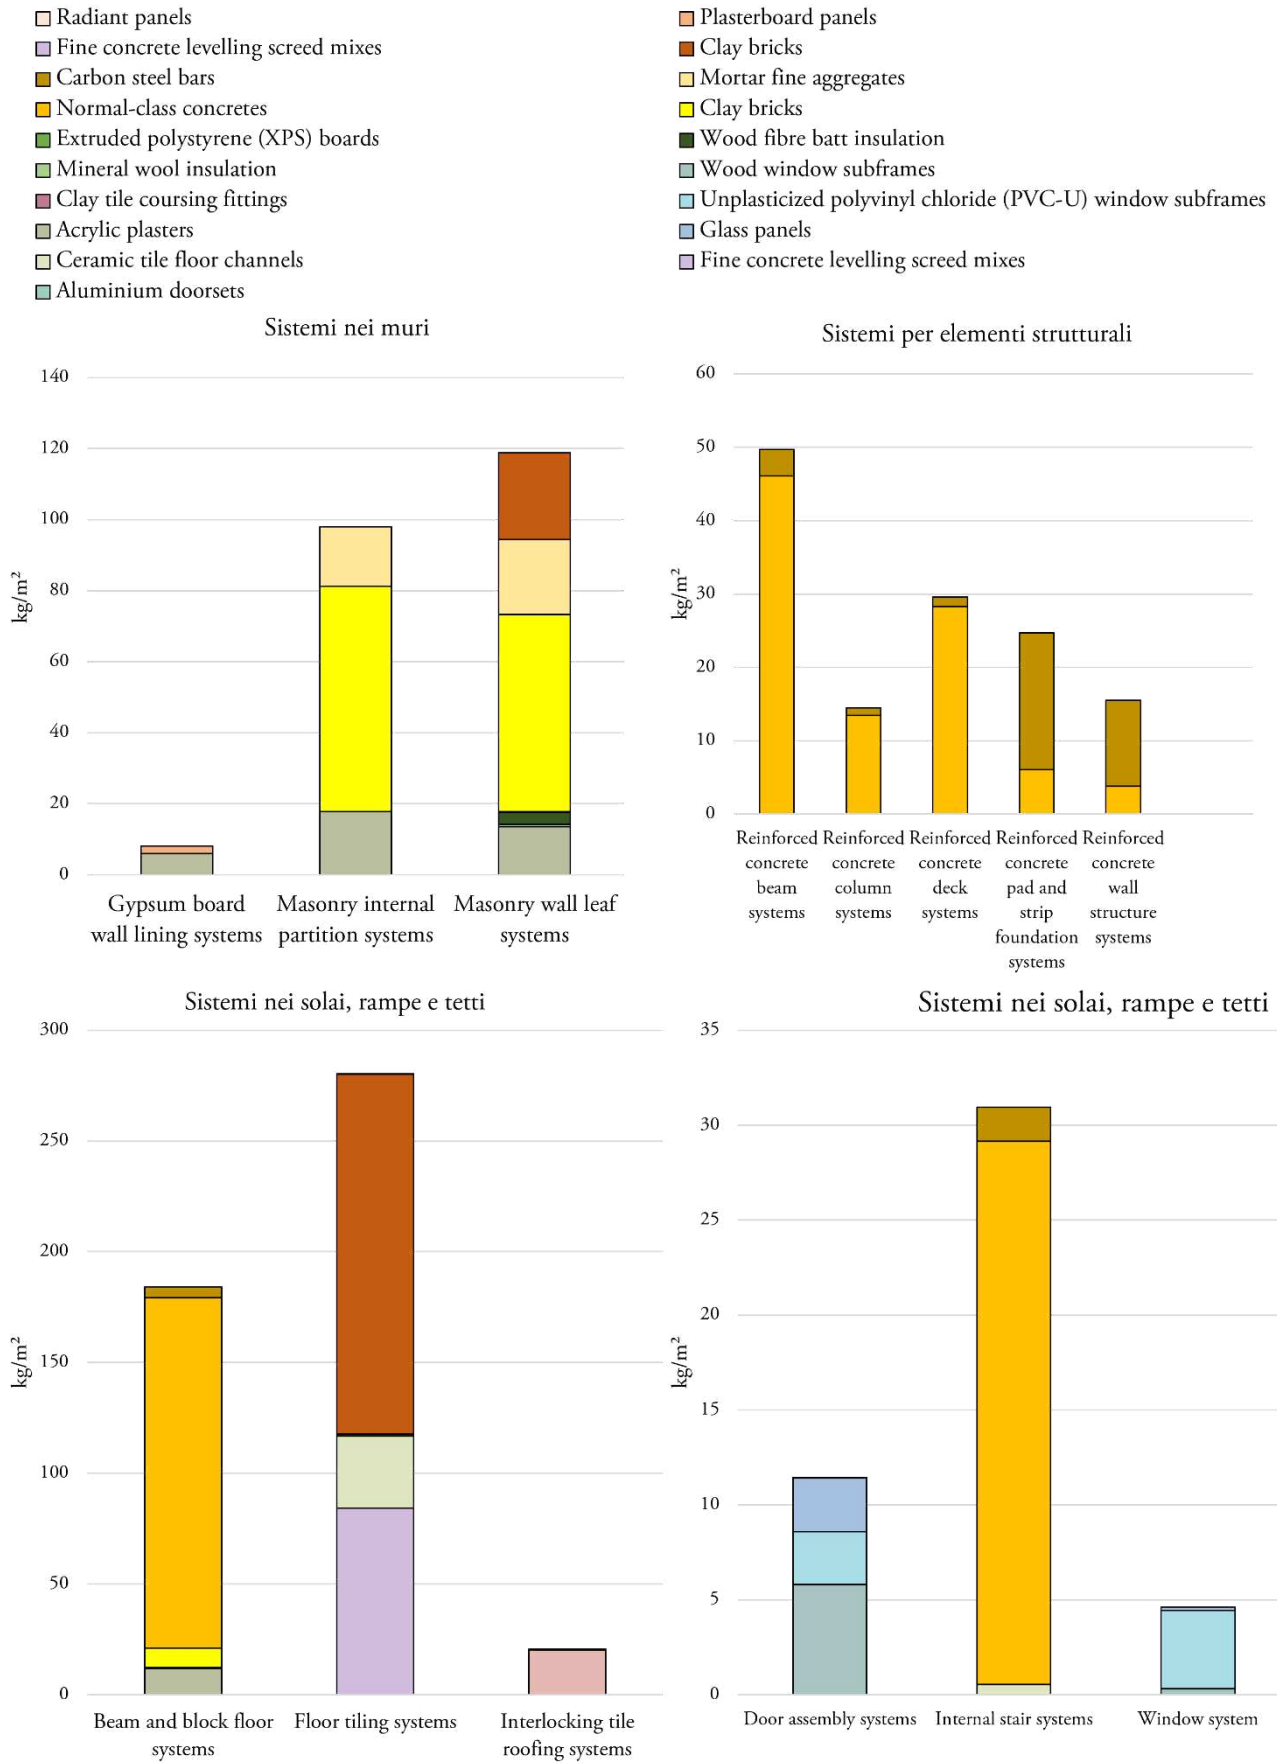 Radiant panels
Fine concrete levelling screed mixes
Carbon steel bars
Normal-class concretes
Extruded polystyrene (XPS) boards
Mineral wool insulation
Clay tile coursing fittings
Acrylic plasters
Ceramic tile floor channels
Aluminium doorsets
Plasterboard panels
Clay bricks
Mortar fine aggregates
Clay bricks
Wood fibre batt insulation
Wood window subframes
Unplasticized polyvinyl chloride (PVC-U) window subframes
Glass panels
Fine concrete levelling screed mixes
Sistemi nei muri
140
120
100
80
60
40
20
0
kg/m²
Gypsum board
wall lining systems
Masonry internal
partition systems
Masonry wall leaf
systems
Sistemi per elementi strutturali
60
50
40
30
20
10
0
kg/m²
Reinforced
concrete
beam
systems
Reinforced
concrete
column
systems
Reinforced
concrete
deck
systems
Reinforced
concrete
pad and
strip
foundation
systems
Reinforced
concrete
wall
structure
systems
Sistemi nei solai, rampe e tetti
300
250
200
150
100
50
0
kg/m²
Beam and block floor
systems
Floor tiling systems
Interlocking tile
roofing systems
Sistemi nei solai, rampe e tetti
35
30
25
20
15
10
5
0
kg/m²
Door assembly systems
Internal stair systems
Window system